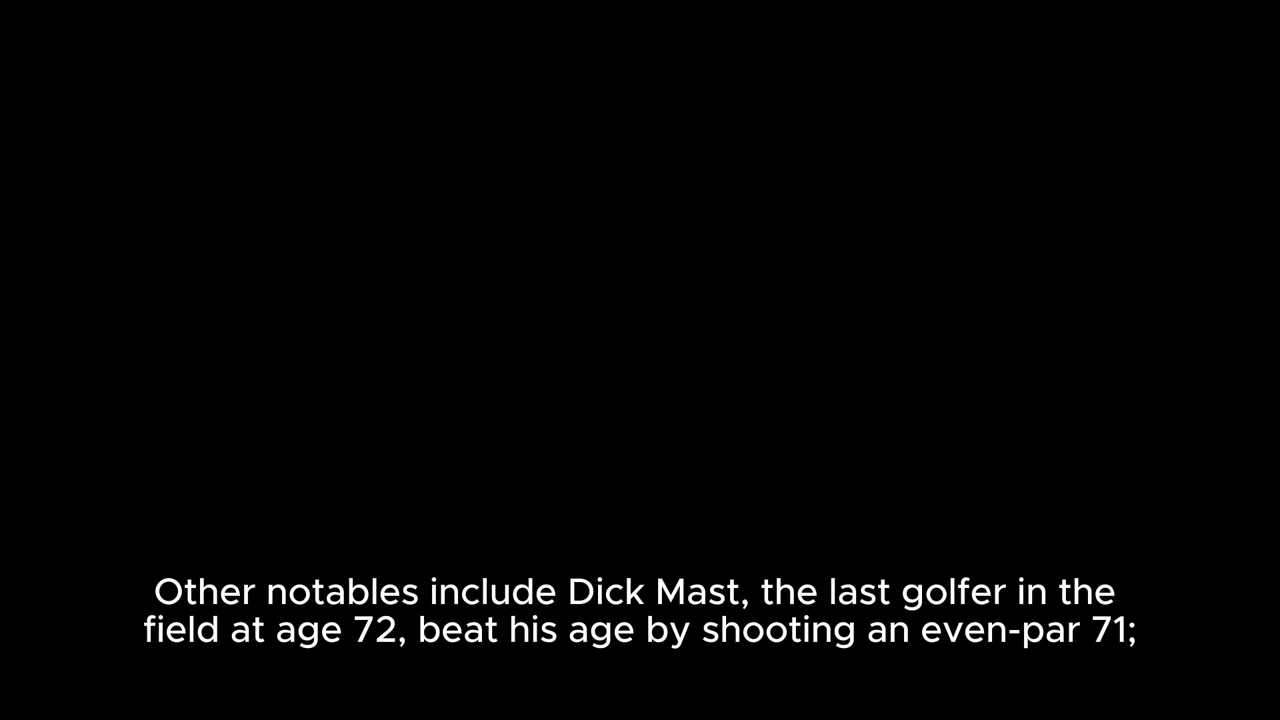 Other notables include Dick Mast, the last golfer in the
field at age 72, beat his age by shooting an even-par 71;